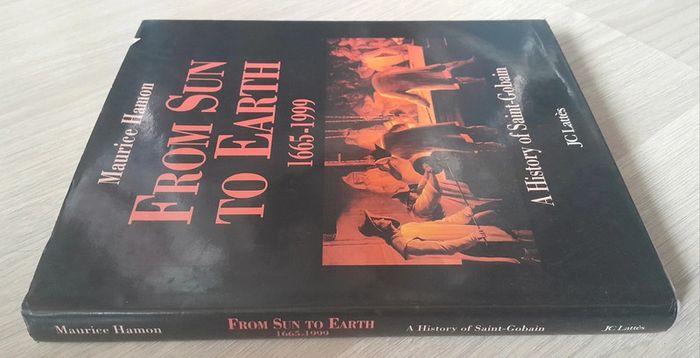 Maurice Hamon
FROM SUN
TO EARTH
1665-1999
A History of Saint-Gobain
JC Lattès
Maurice Hamon
FROM SUN TO EARTH
1665-1999
A History of Saint-Gobain
JC Lattès